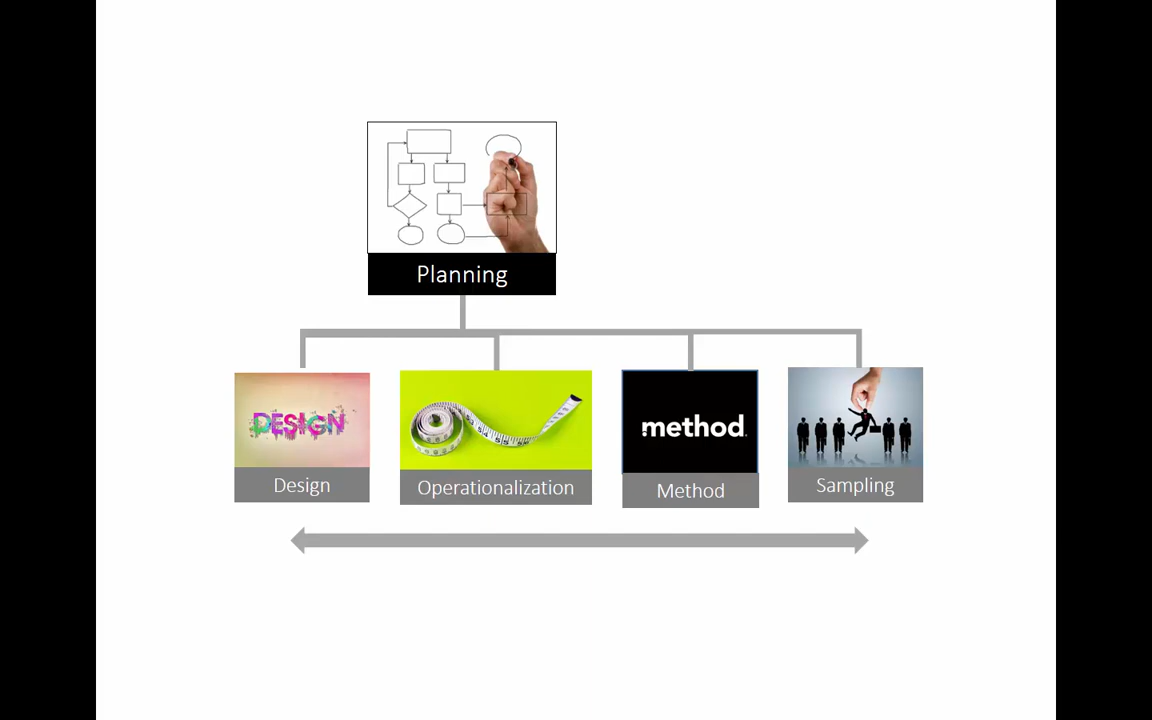 Planning
DESIGN
method.
Design
Operationalization
Method
Sampling